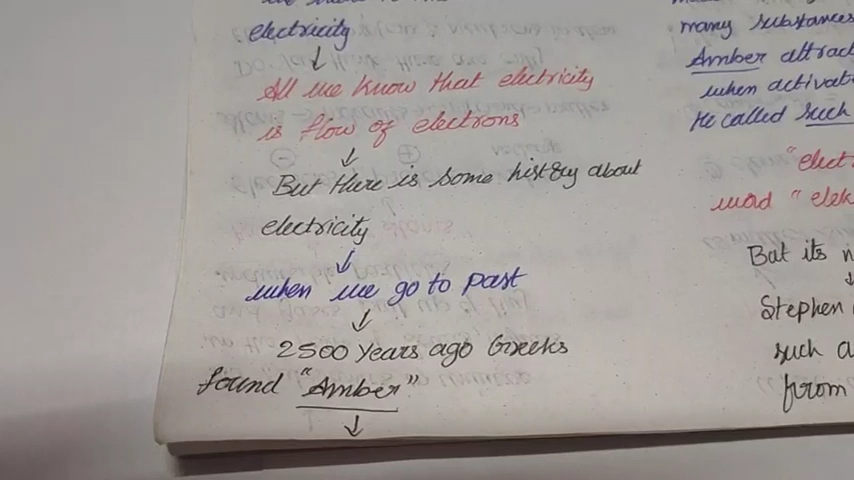 electricity
↓
All we know that electricity
is flow of electrons
↓
But there is some history about
electricity
↓
when we go to past
↓
2500 Years ago Greeks
found "Amber"
↓
many substances
Amber attract
when activat
He called such
"elect
word "elek
But its n
Stephen
such a
from